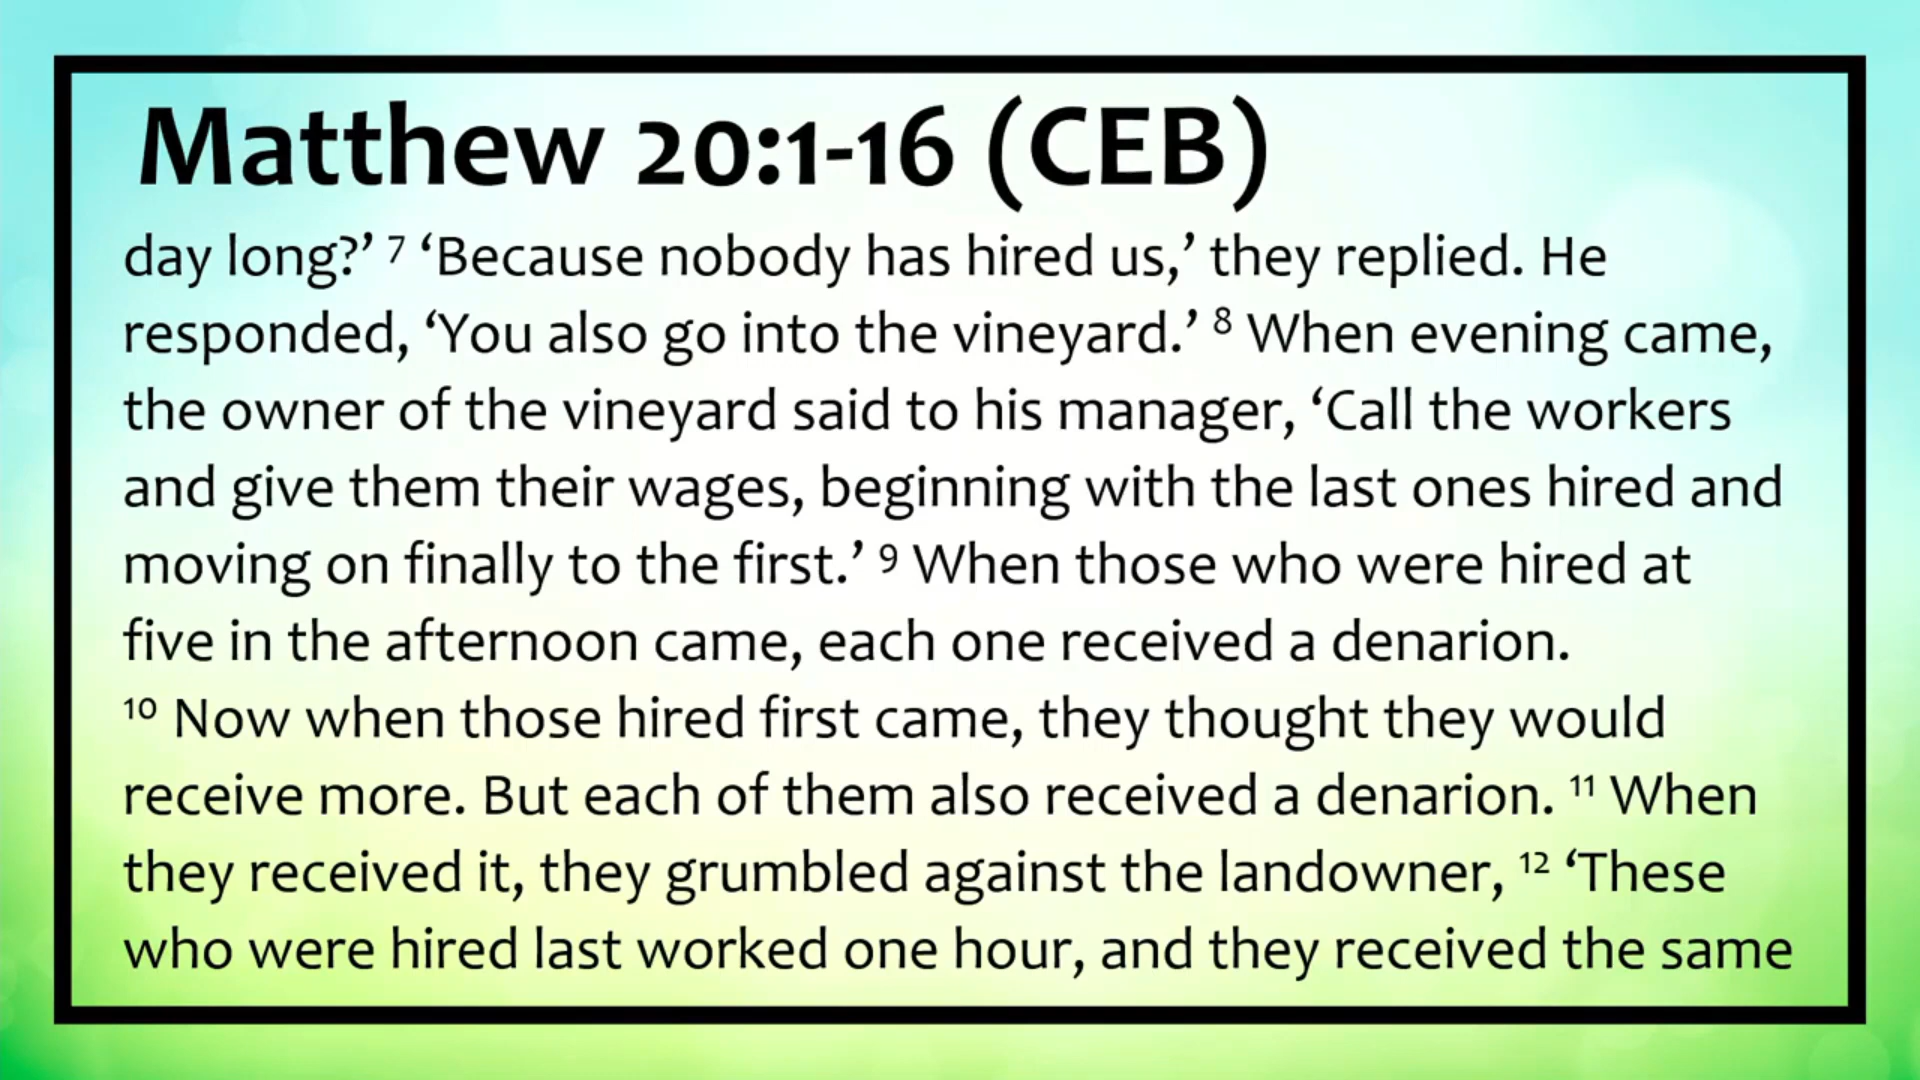 Matthew 20:1-16 (CEB)
day long?’ ⁷ ‘Because nobody has hired us,’ they replied. He
responded, ‘You also go into the vineyard.’ ⁸ When evening came,
the owner of the vineyard said to his manager, ‘Call the workers
and give them their wages, beginning with the last ones hired and
moving on finally to the first.’ ⁹ When those who were hired at
five in the afternoon came, each one received a denarion.
¹⁰ Now when those hired first came, they thought they would
receive more. But each of them also received a denarion. ¹¹ When
they received it, they grumbled against the landowner, ¹² ‘These
who were hired last worked one hour, and they received the same